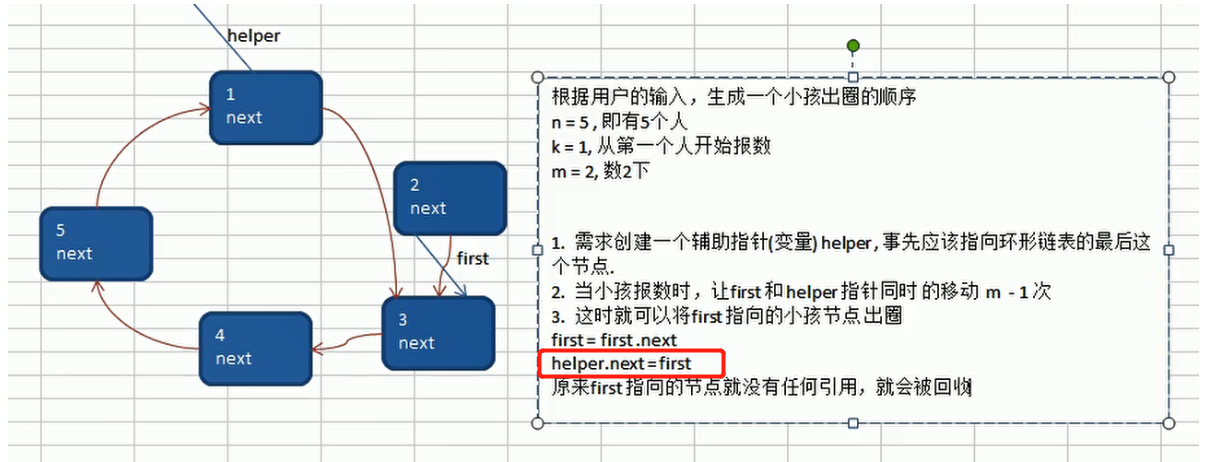 helper
1
next
2
next
5
next
first
3
next
4
next
根据用户的输入，生成一个小孩出圈的顺序
n = 5 , 即有5个人
k = 1, 从第一个人开始报数
m = 2, 数2下
1. 需求创建一个辅助指针(变量) helper , 事先应该指向环形链表的最后这
个节点.
2. 当小孩报数时，让first 和 helper 指针同时 的移动 m - 1 次
3. 这时就可以将first 指向的小孩节点 出圈
first = first .next
helper.next = first
原来first 指向的节点就没有任何引用，就会被回收